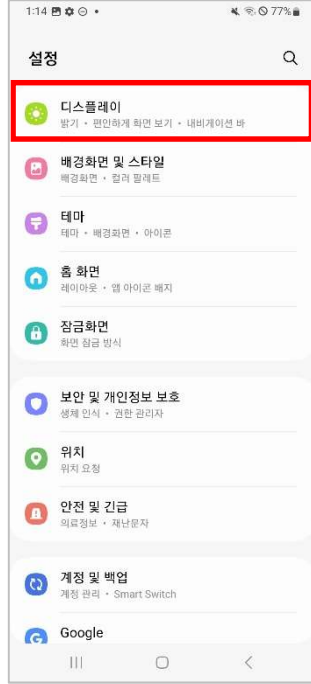 1:14 77%
설정
디스플레이
밝기 • 편안하게 화면 보기 • 내비게이션 바
배경화면 및 스타일
배경화면 • 컬러 팔레트
테마
테마 • 배경화면 • 아이콘
홈 화면
레이아웃 • 앱 아이콘 배지
잠금화면
화면 잠금 방식
보안 및 개인정보 보호
생체 인식 • 권한 관리자
위치
위치 요청
안전 및 긴급
의료정보 • 재난문자
계정 및 백업
계정 관리 • Smart Switch
Google